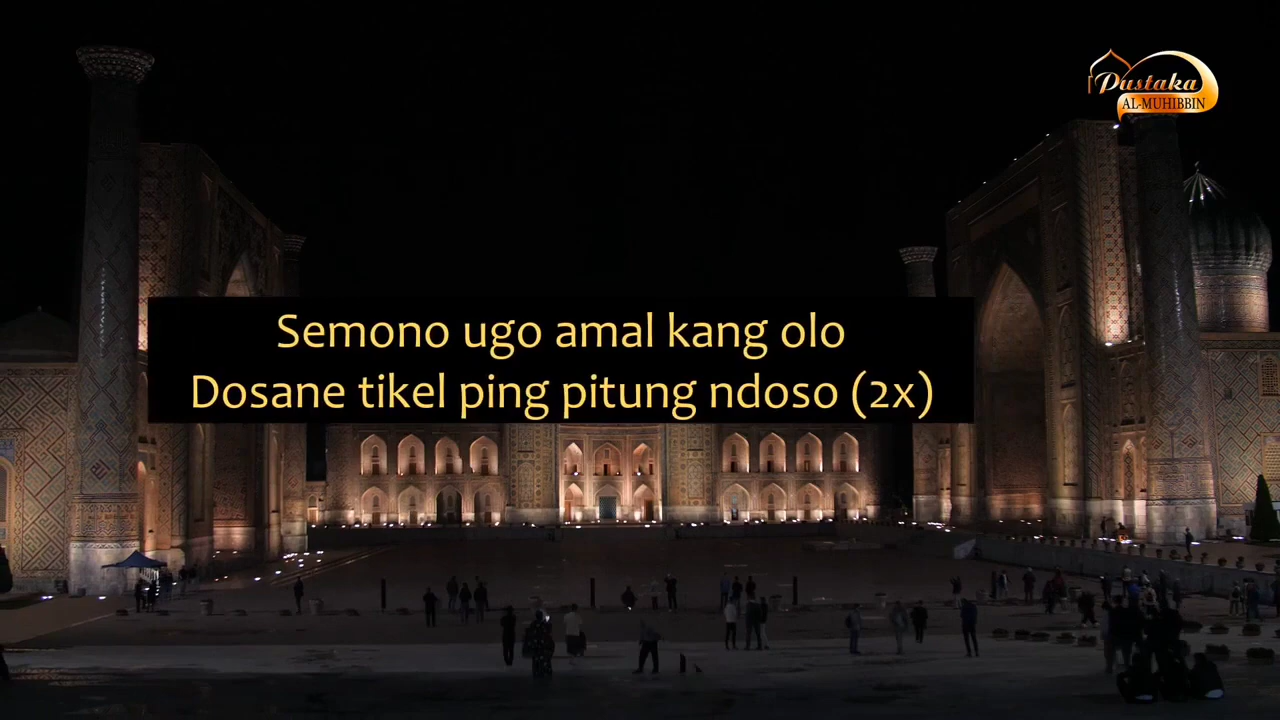 Pustaka
AL-MUHIBBIN
Semono ugo amal kang olo
Dosane tikel ping pitung ndoso (2x)